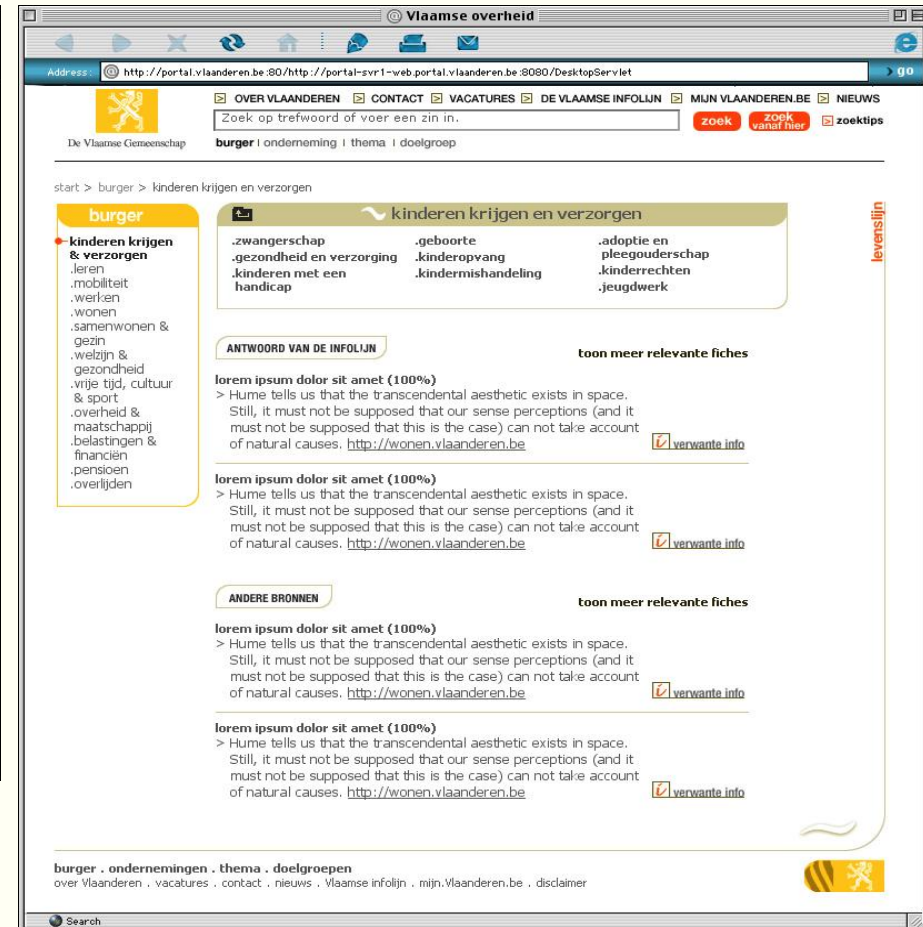 Vlaamse overheid
Address: http://portal.vlaanderen.be:80/http://portal-svr1-web.portal.vlaanderen.be:8080/DesktopServlet
go
OVER VLAANDEREN CONTACT VACATURES DE VLAAMSE INFOLIJN MIJN VLAANDEREN.BE NIEUWS
Zoek op trefwoord of voer een zin in.
zoek
zoek
vanaf hier
zoektips
De Vlaamse Gemeenschap
burger | onderneming | thema | doelgroep
start > burger > kinderen krijgen en verzorgen
burger
kinderen krijgen
& verzorgen
.leren
.mobiliteit
.werken
.wonen
.samenwonen &
gezin
.welzijn &
gezondheid
.vrije tijd, cultuur
& sport
.overheid &
maatschappij
.belastingen &
financiën
.pensioen
.overlijden
kinderen krijgen en verzorgen
.zwangerschap
.gezondheid en verzorging
.kinderen met een
handicap
.geboorte
.kinderopvang
.kindermishandeling
.adoptie en
pleegouderschap
.kinderrechten
.jeugdwerk
levenslijn
ANTWOORD VAN DE INFOLIJN
toon meer relevante fiches
lorem ipsum dolor sit amet (100%)
> Hume tells us that the transcendental aesthetic exists in space.
Still, it must not be supposed that our sense perceptions (and it
must not be supposed that this is the case) can not take account
of natural causes. http://wonen.vlaanderen.be
i verwante info
lorem ipsum dolor sit amet (100%)
> Hume tells us that the transcendental aesthetic exists in space.
Still, it must not be supposed that our sense perceptions (and it
must not be supposed that this is the case) can not take account
of natural causes. http://wonen.vlaanderen.be
i verwante info
ANDERE BRONNEN
toon meer relevante fiches
lorem ipsum dolor sit amet (100%)
> Hume tells us that the transcendental aesthetic exists in space.
Still, it must not be supposed that our sense perceptions (and it
must not be supposed that this is the case) can not take account
of natural causes. http://wonen.vlaanderen.be
i verwante info
lorem ipsum dolor sit amet (100%)
> Hume tells us that the transcendental aesthetic exists in space.
Still, it must not be supposed that our sense perceptions (and it
must not be supposed that this is the case) can not take account
of natural causes. http://wonen.vlaanderen.be
i verwante info
burger . ondernemingen . thema . doelgroepen
over Vlaanderen . vacatures . contact . nieuws . Vlaamse infolijn . mijn.Vlaanderen.be . disclaimer
Search